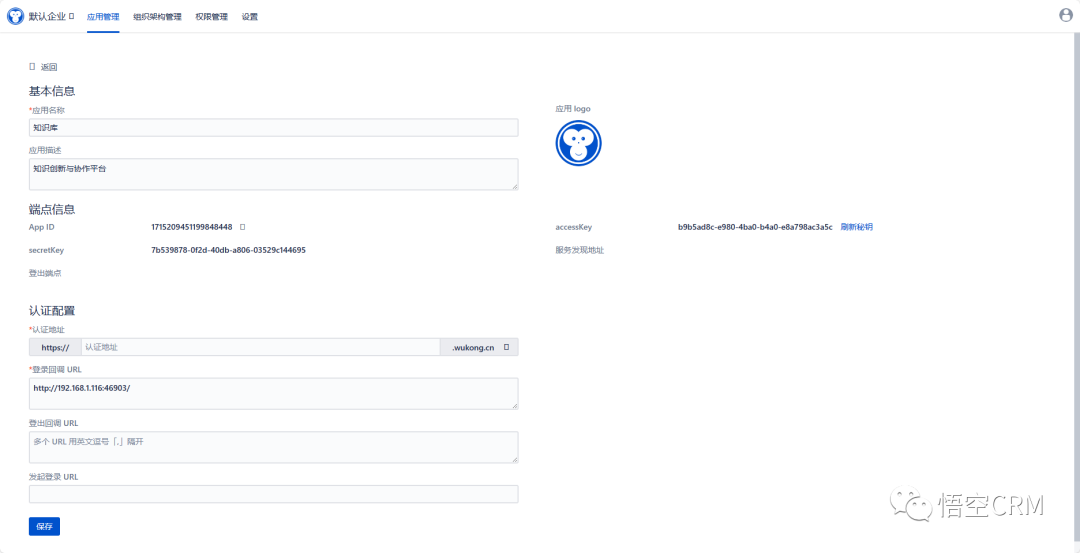 默认企业 应用管理 组织架构管理 权限管理 设置
返回
基本信息
*应用名称
知识库
应用描述
知识创新与协作平台
应用 logo
端点信息
App ID 1715209451199848448
accessKey b9b5ad8c-e980-4ba0-b4a0-e8a798ac3a5c 刷新秘钥
secretKey 7b539878-0f2d-40db-a806-03529c144695
服务发现地址
登出端点
认证配置
*认证地址
https:// 认证地址 .wukong.cn
*登录回调 URL
http://192.168.1.116:46903/
登出回调 URL
多个 URL 用英文逗号「,」隔开
发起登录 URL
保存
悟空CRM